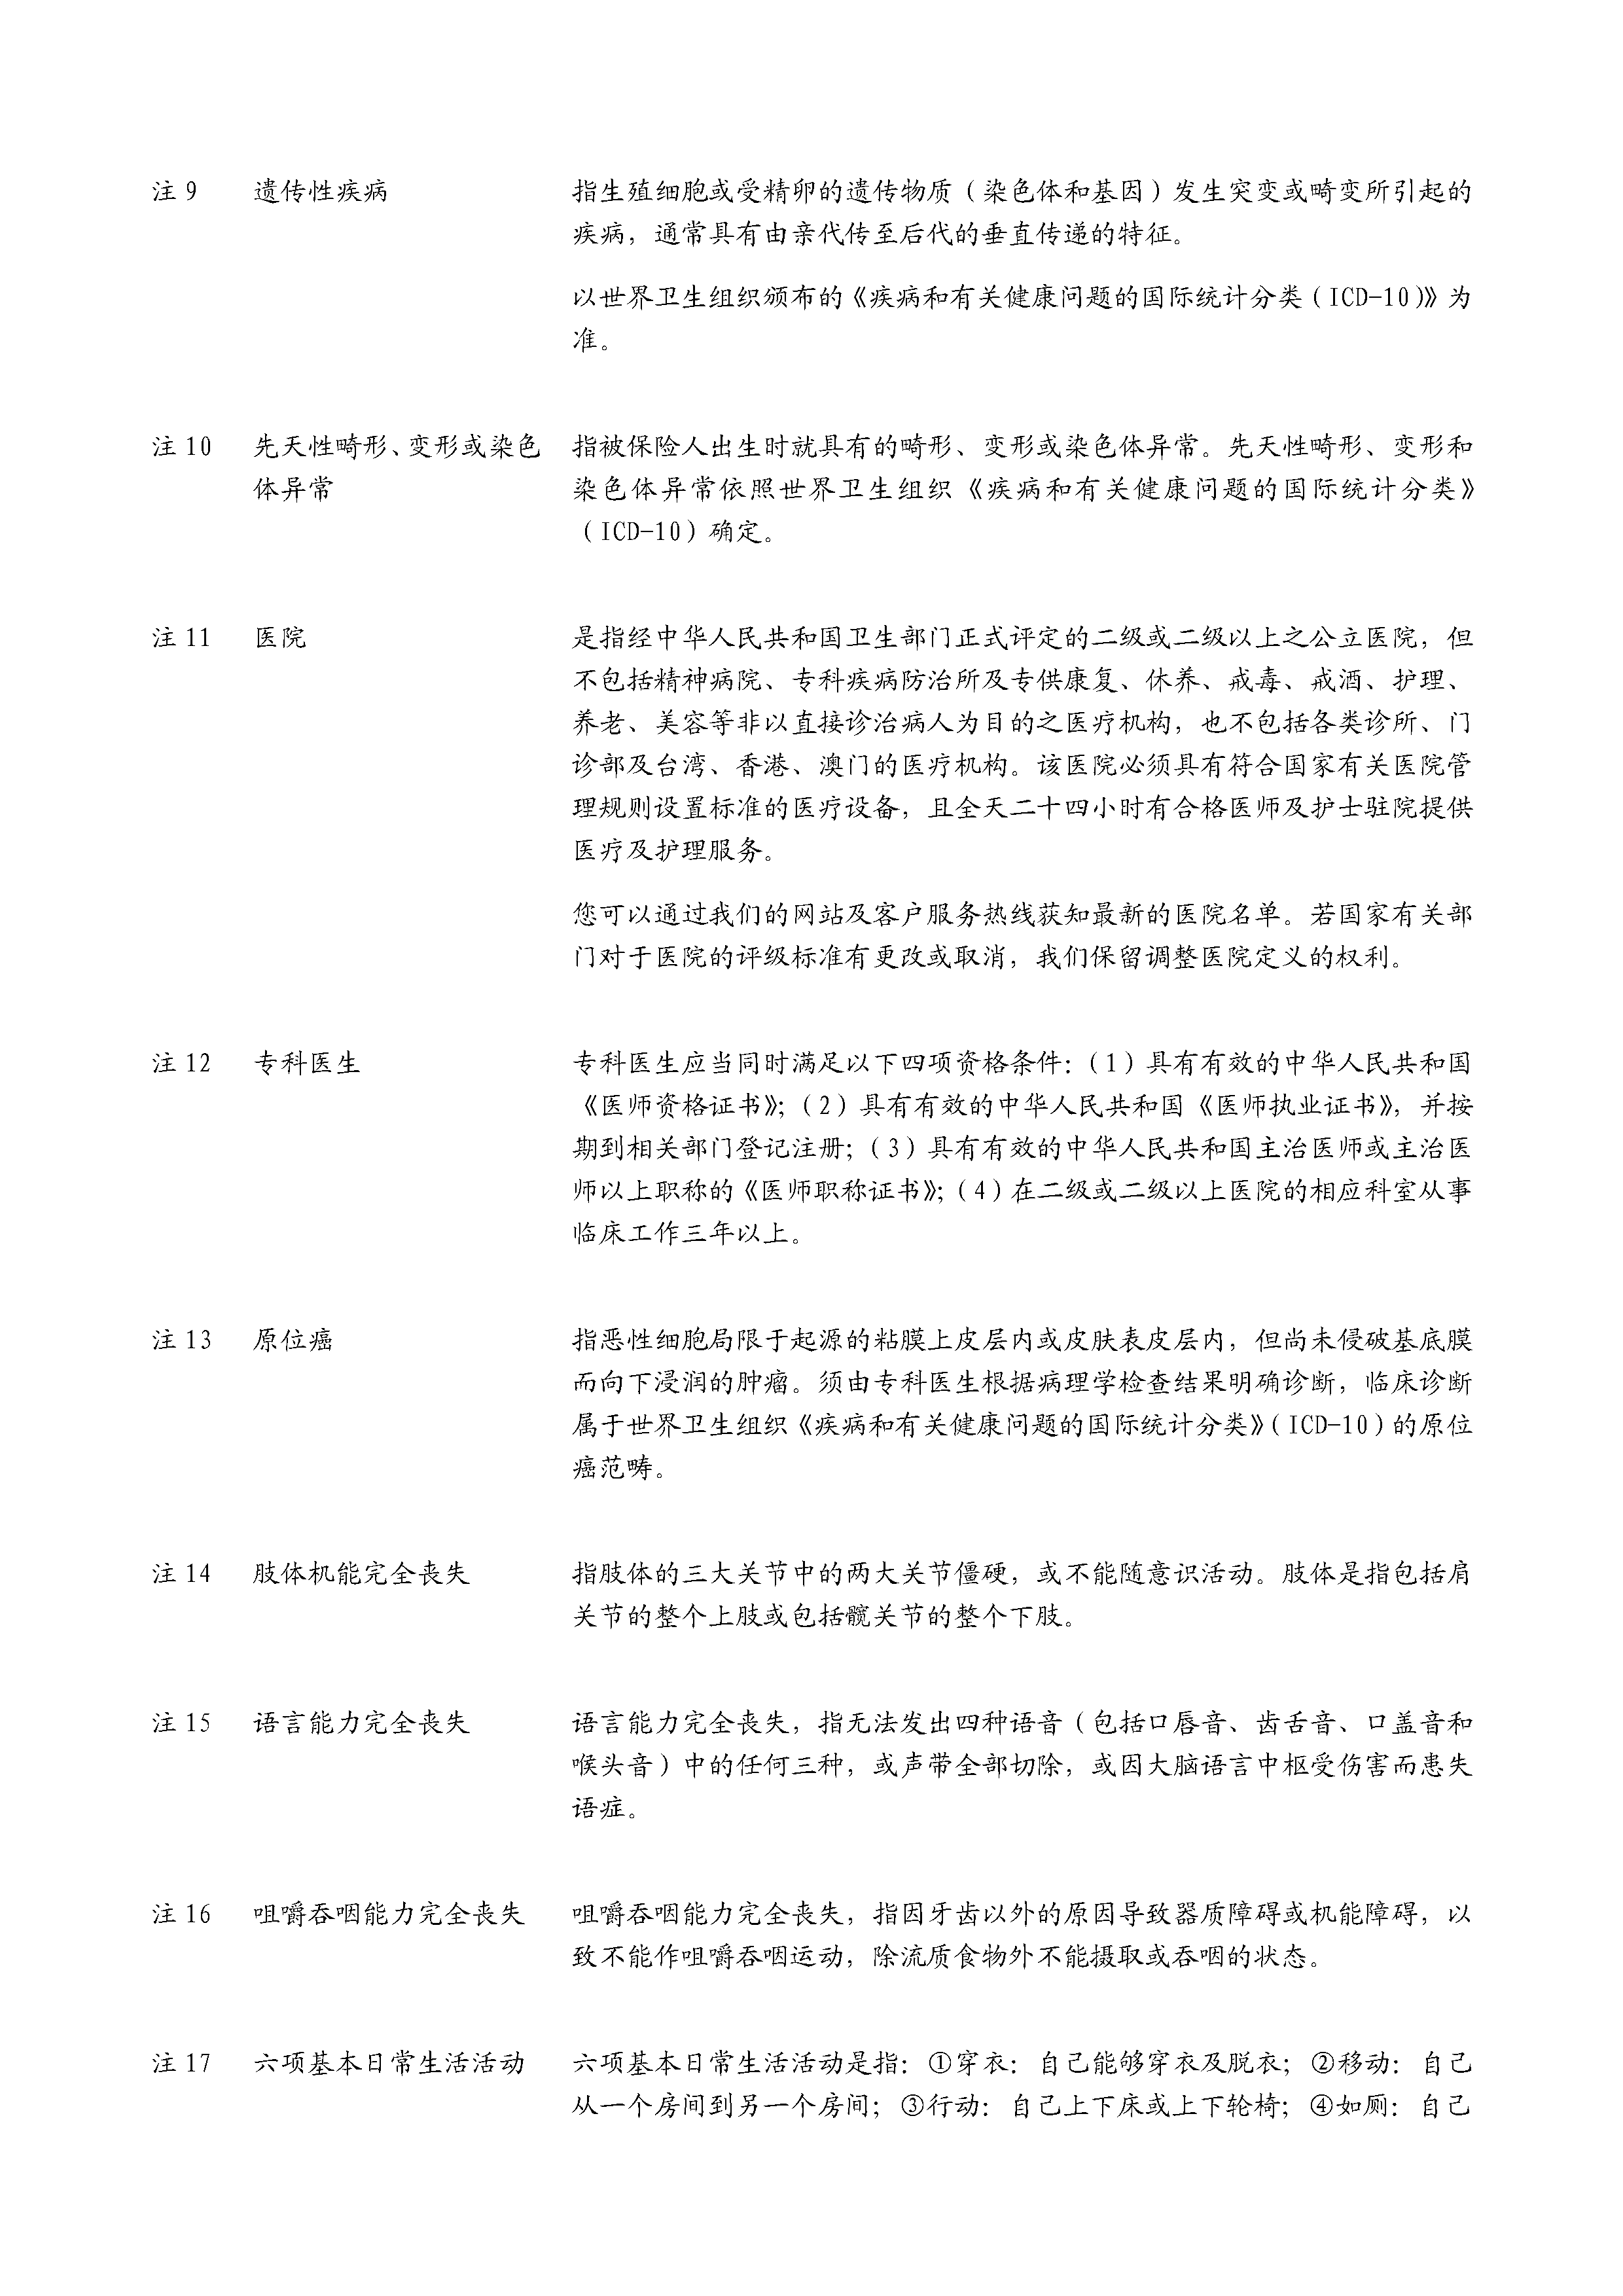 注 9 遗传性疾病 指生殖细胞或受精卵的遗传物质（染色体和基因）发生突变或畸变所引起的
疾病，通常具有由亲代传至后代的垂直传递的特征。
以世界卫生组织颁布的《疾病和有关健康问题的国际统计分类（ICD-10）》为
准。
注 10 先天性畸形、变形或染色 指被保险人出生时就具有的畸形、变形或染色体异常。先天性畸形、变形和
体异常 染色体异常依照世界卫生组织《疾病和有关健康问题的国际统计分类》
（ICD-10）确定。
注 11 医院 是指经中华人民共和国卫生部门正式评定的二级或二级以上之公立医院，但
不包括精神病院、专科疾病防治所及专供康复、休养、戒毒、戒酒、护理、
养老、美容等非以直接诊治病人为目的之医疗机构，也不包括各类诊所、门
诊部及台湾、香港、澳门的医疗机构。该医院必须具有符合国家有关医院管
理规则设置标准的医疗设备，且全天二十四小时有合格医师及护士驻院提供
医疗及护理服务。
您可以通过我们的网站及客户服务热线获知最新的医院名单。若国家有关部
门对于医院的评级标准有更改或取消，我们保留调整医院定义的权利。
注 12 专科医生 专科医生应当同时满足以下四项资格条件：（1）具有有效的中华人民共和国
《医师资格证书》；（2）具有有效的中华人民共和国《医师执业证书》，并按
期到相关部门登记注册；（3）具有有效的中华人民共和国主治医师或主治医
师以上职称的《医师职称证书》；（4）在二级或二级以上医院的相应科室从事
临床工作三年以上。
注 13 原位癌 指恶性细胞局限于起源的粘膜上皮层内或皮肤表皮层内，但尚未侵破基底膜
而向下浸润的肿瘤。须由专科医生根据病理学检查结果明确诊断，临床诊断
属于世界卫生组织《疾病和有关健康问题的国际统计分类》（ICD-10）的原位
癌范畴。
注 14 肢体机能完全丧失 指肢体的三大关节中的两大关节僵硬，或不能随意识活动。肢体是指包括肩
关节的整个上肢或包括髋关节的整个下肢。
注 15 语言能力完全丧失 语言能力完全丧失，指无法发出四种语音（包括口唇音、齿舌音、口盖音和
喉头音）中的任何三种，或声带全部切除，或因大脑语言中枢受伤害而患失
语症。
注 16 咀嚼吞咽能力完全丧失 咀嚼吞咽能力完全丧失，指因牙齿以外的原因导致器质障碍或机能障碍，以
致不能作咀嚼吞咽运动，除流质食物外不能摄取或吞咽的状态。
注 17 六项基本日常生活活动 六项基本日常生活活动是指：①穿衣：自己能够穿衣及脱衣；②移动：自己
从一个房间到另一个房间；③行动：自己上下床或上下轮椅；④如厕：自己